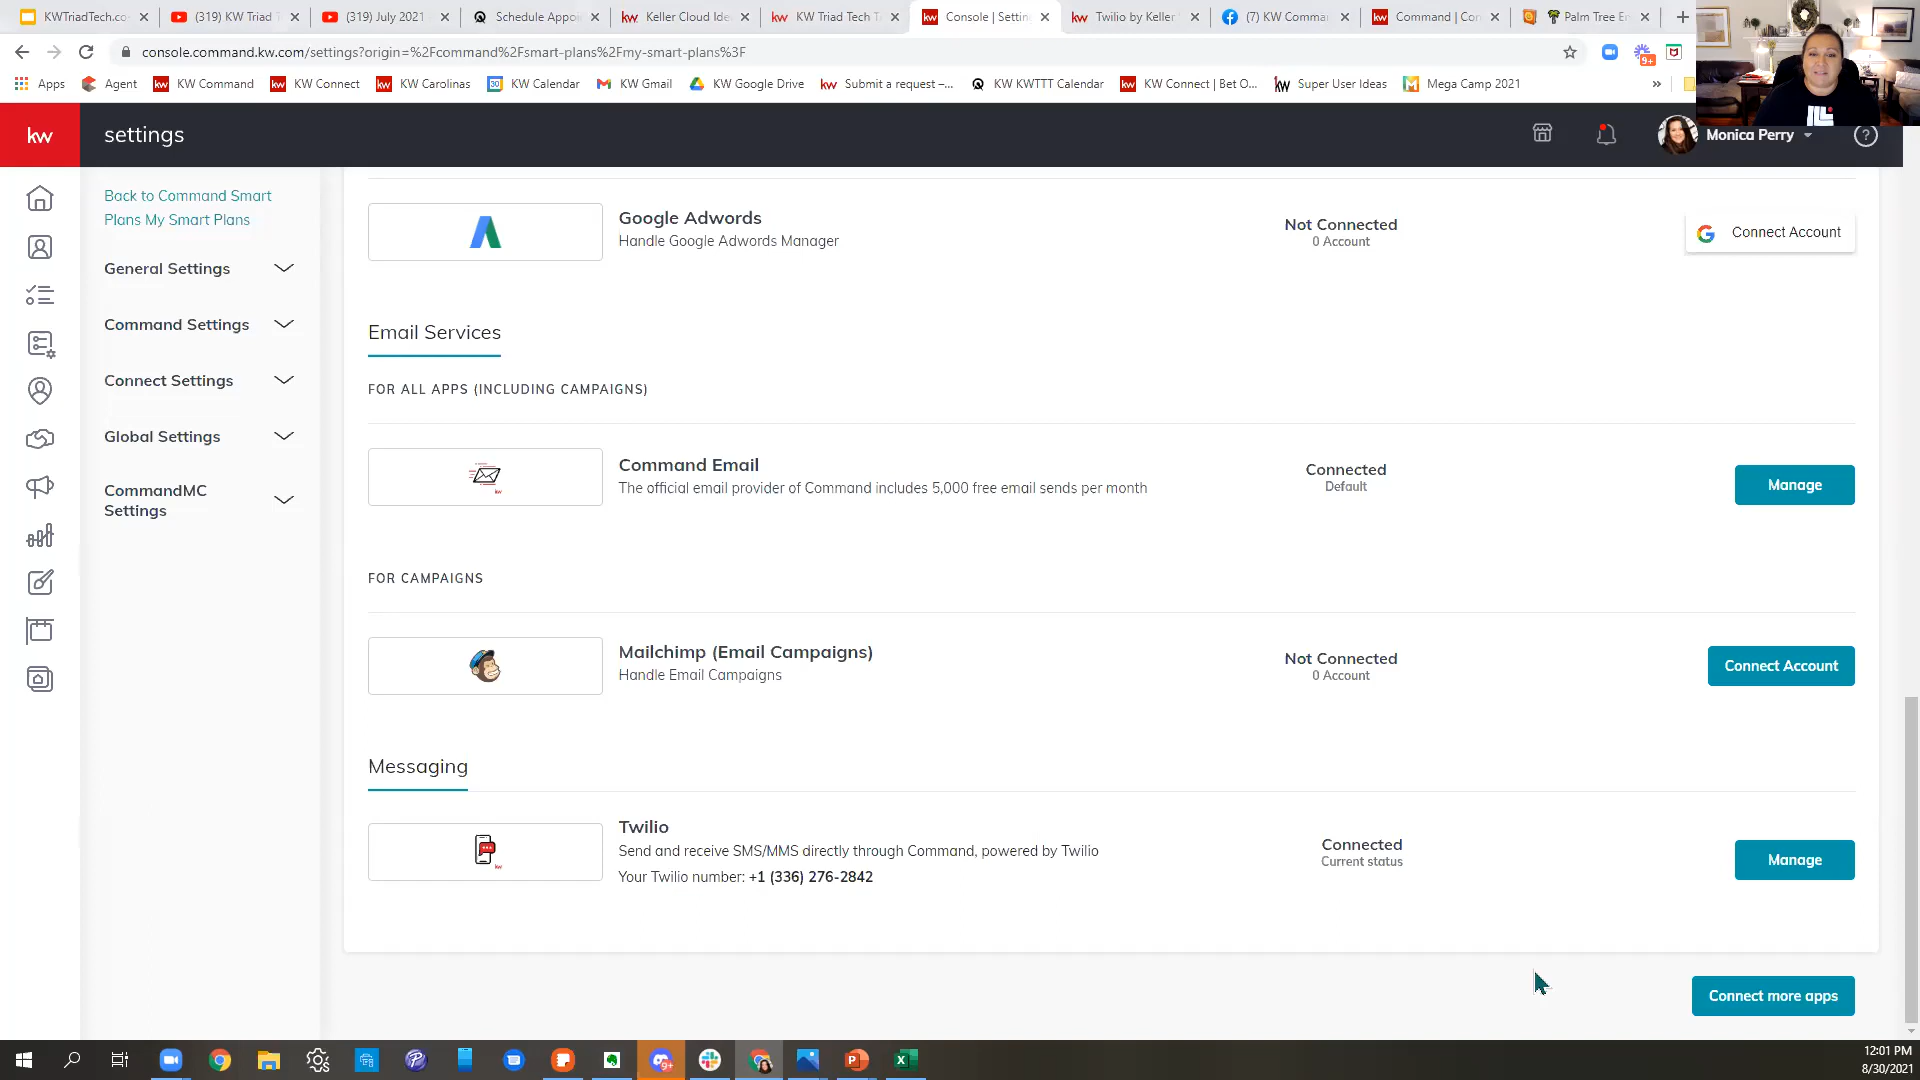 KWTriadTech.co
(319) KW Triad T
(319) July 2021
Schedule Appo
Keller Cloud Ide
KW Triad Tech T
Console | Settin
Twilio by Keller
(7) KW Comma
Command | Con
Palm Tree E
console.command.kw.com/settings?origin=%2Fcommand%2Fsmart-plans%2Fmy-smart-plans%3F
9+
Apps
Agent
KW Command
KW Connect
KW Carolinas
KW Calendar
KW Gmail
KW Google Drive
Submit a request –...
KW KWTTT Calendar
KW Connect | Bet O...
Super User Ideas
Mega Camp 2021
»
kw
settings
Monica Perry
?
Back to Command Smart
Plans My Smart Plans
General Settings
Command Settings
Connect Settings
Global Settings
CommandMC
Settings
Google Adwords
Handle Google Adwords Manager
Not Connected
0 Account
Connect Account
Email Services
FOR ALL APPS (INCLUDING CAMPAIGNS)
Command Email
The official email provider of Command includes 5,000 free email sends per month
Connected
Default
Manage
FOR CAMPAIGNS
Mailchimp (Email Campaigns)
Handle Email Campaigns
Not Connected
0 Account
Connect Account
Messaging
Twilio
Send and receive SMS/MMS directly through Command, powered by Twilio
Your Twilio number: +1 (336) 276-2842
Connected
Current status
Manage
Connect more apps
12:01 PM
8/30/2021